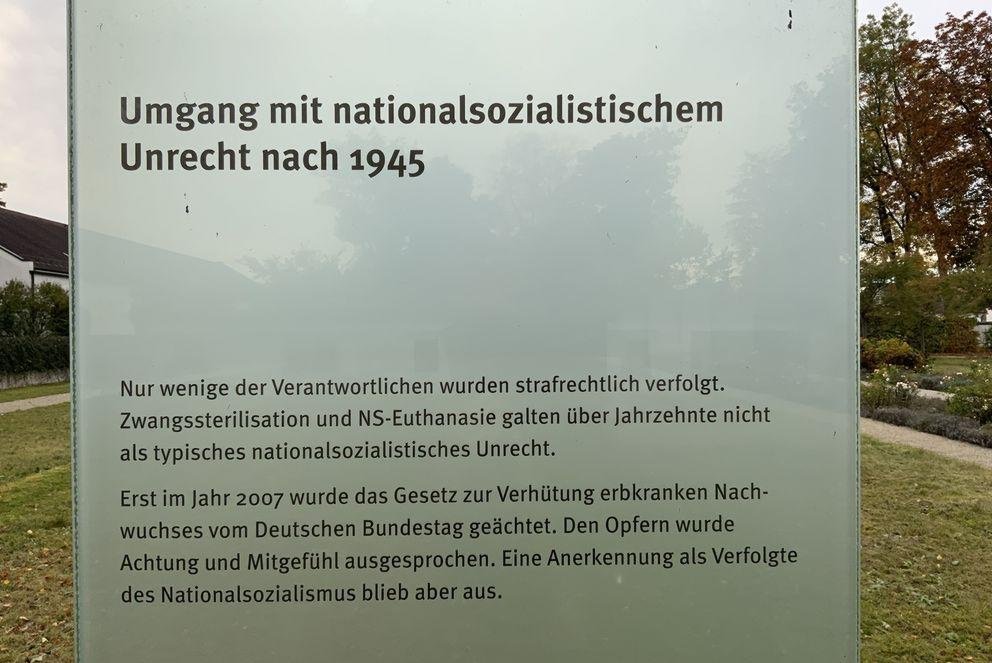 Umgang mit nationalsozialistischem
Unrecht nach 1945
Nur wenige der Verantwortlichen wurden strafrechtlich verfolgt.
Zwangssterilisation und NS-Euthanasie galten über Jahrzehnte nicht
als typisches nationalsozialistisches Unrecht.
Erst im Jahr 2007 wurde das Gesetz zur Verhütung erbkranken Nach-
wuchses vom Deutschen Bundestag geächtet. Den Opfern wurde
Achtung und Mitgefühl ausgesprochen. Eine Anerkennung als Verfolgte
des Nationalsozialismus blieb aber aus.